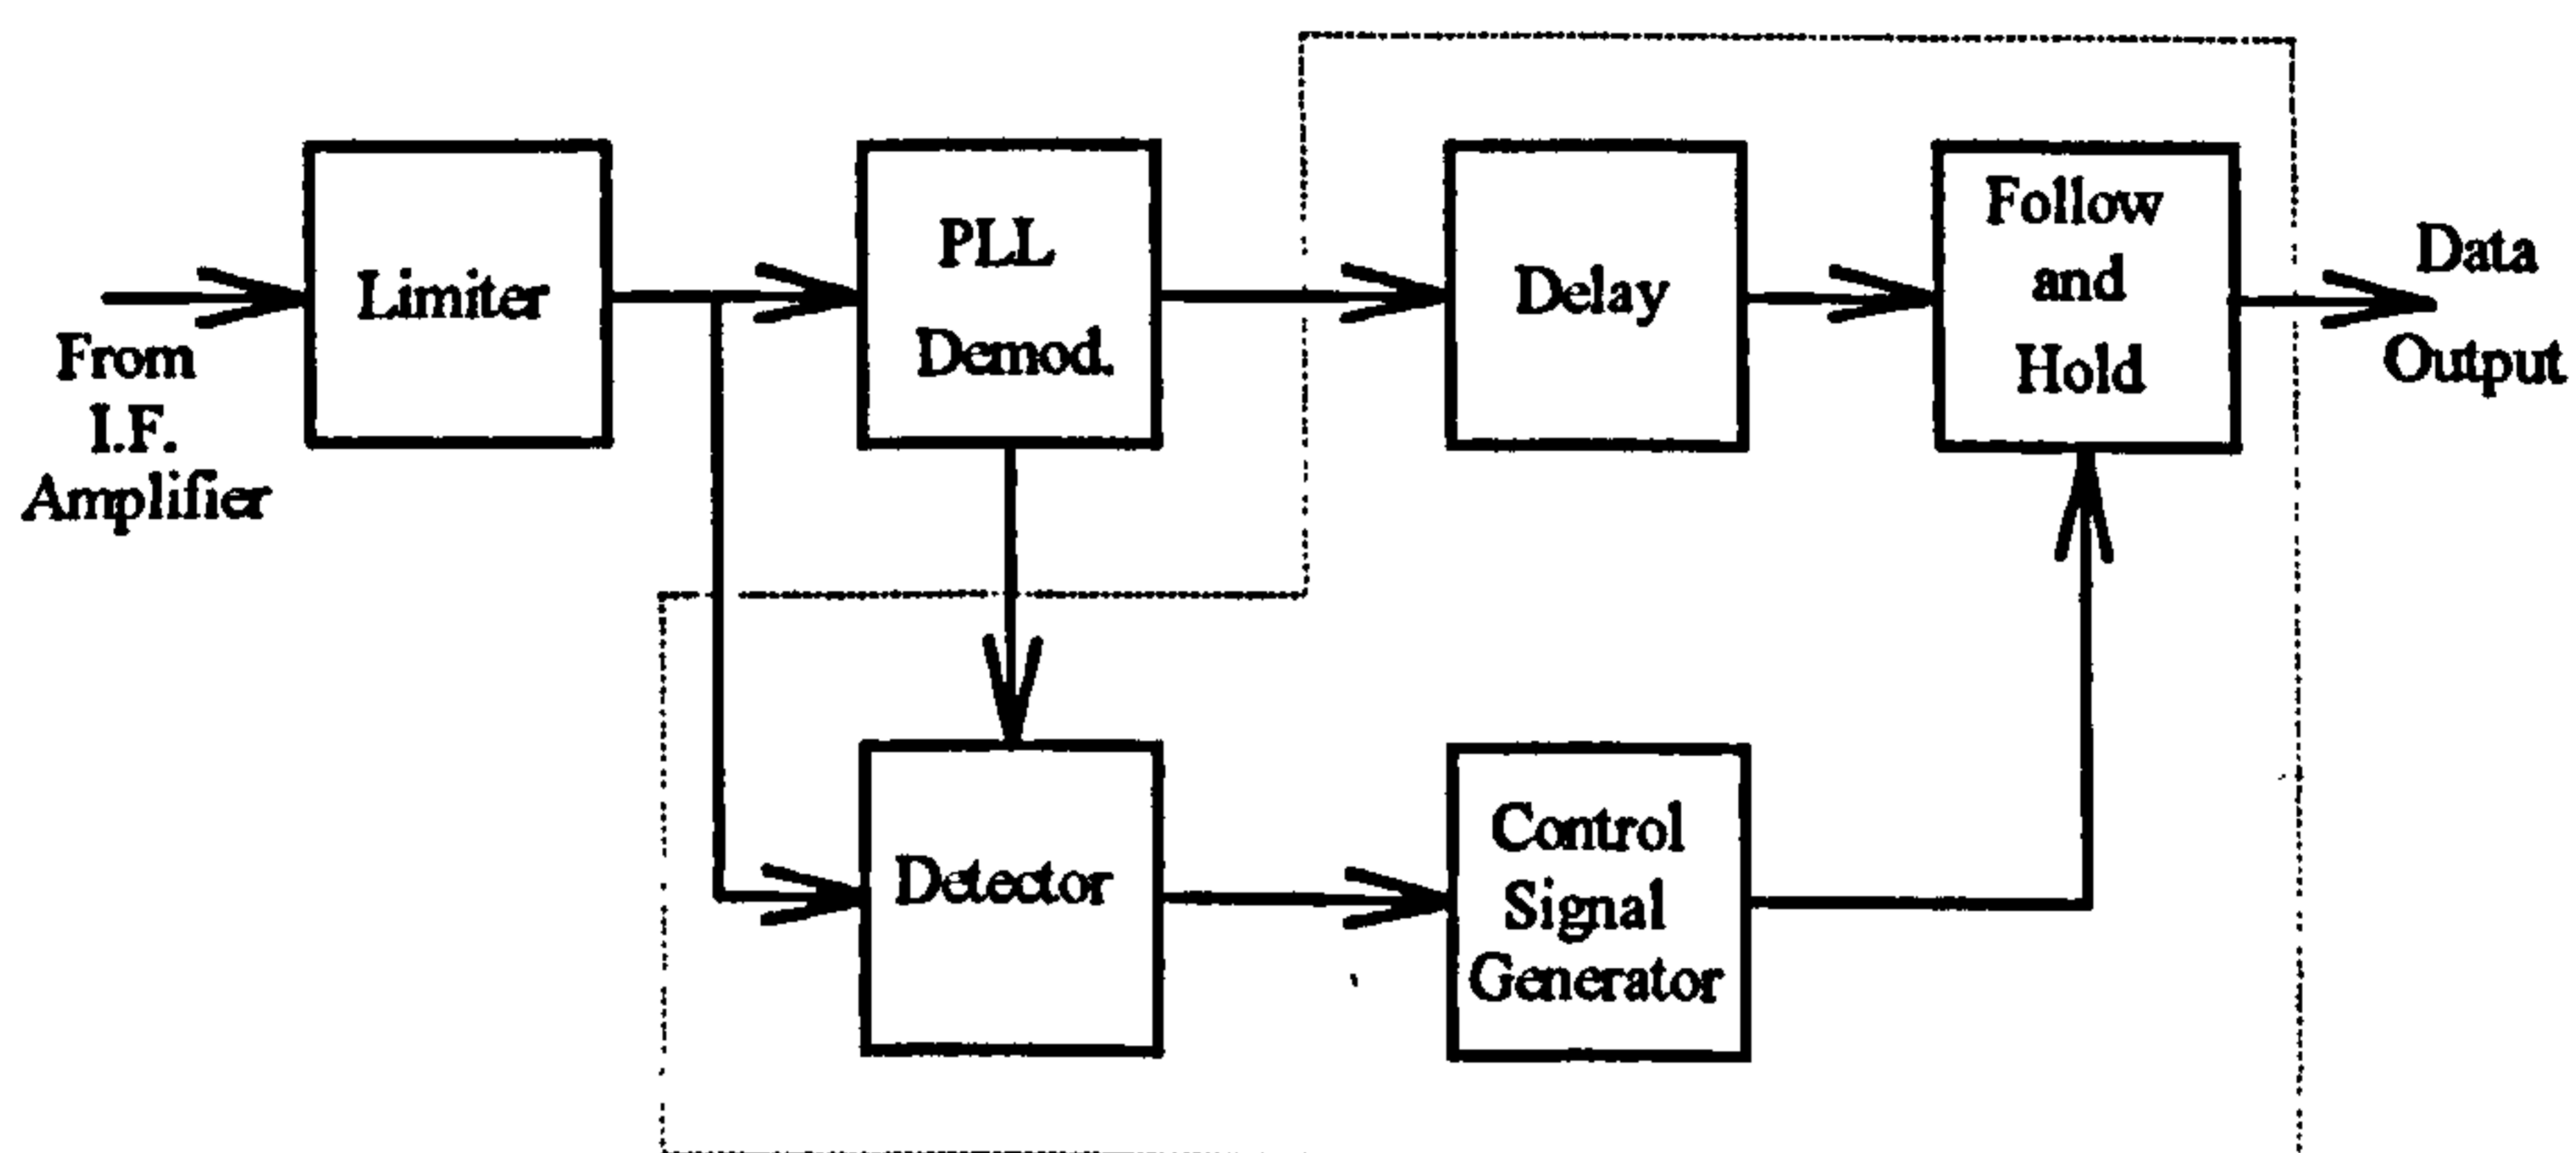 From
I.F.
Amplifier
Limiter
PLL
Demod.
Delay
Follow
and
Hold
Data
Output
Detector
Control
Signal
Generator